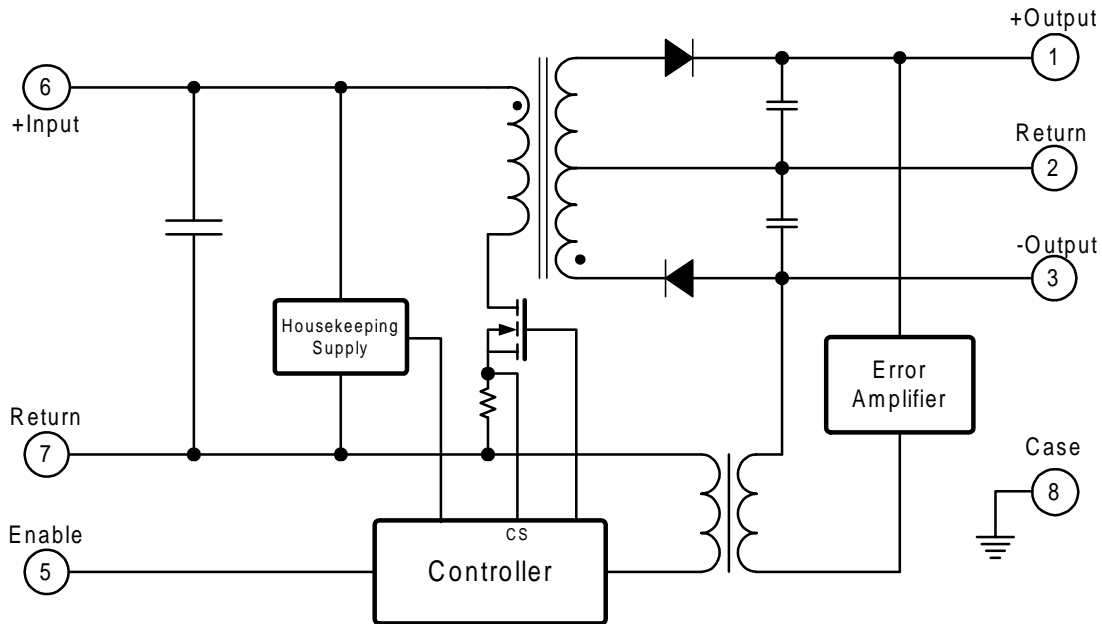 +Output
1
6
+Input
Return
2
-Output
3
Housekeeping
Supply
Error
Amplifier
Return
7
Case
8
CS
Enable
5
Controller